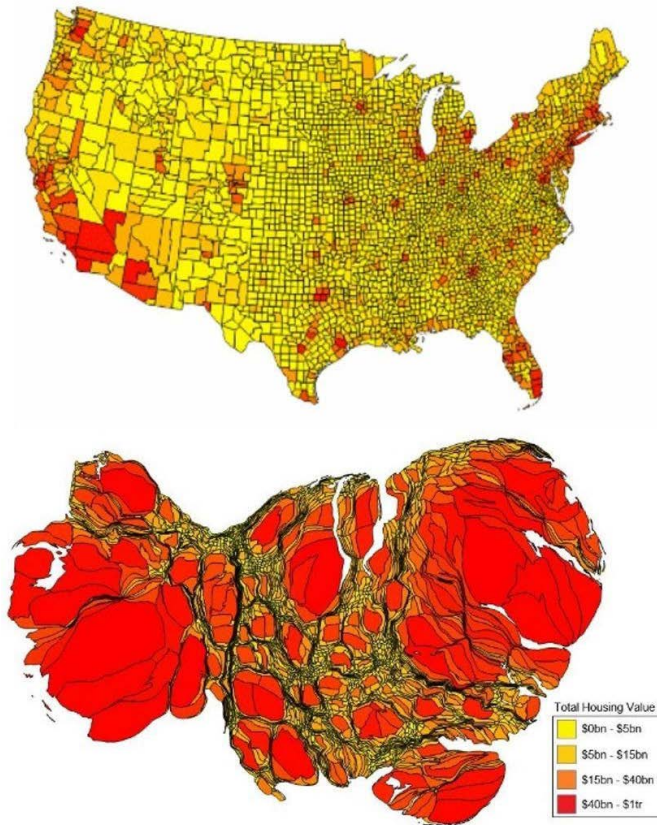 Total Housing Value
$0bn - $5bn
$5bn - $15bn
$15bn - $40bn
$40bn - $1tr